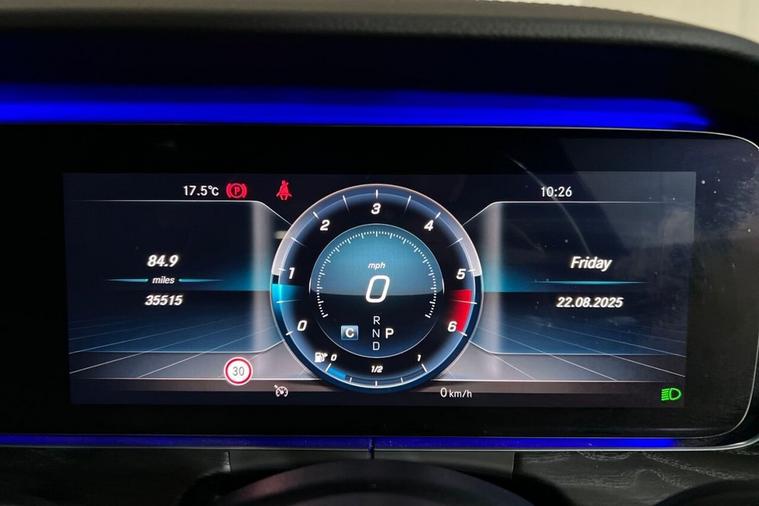 17.5°C P
10:26
84.9
miles
35515
0 1 2 3 4 5 6
mph
0
C
R
N P
D
0 1/2 1
Friday
22.08.2025
30
0 km/h